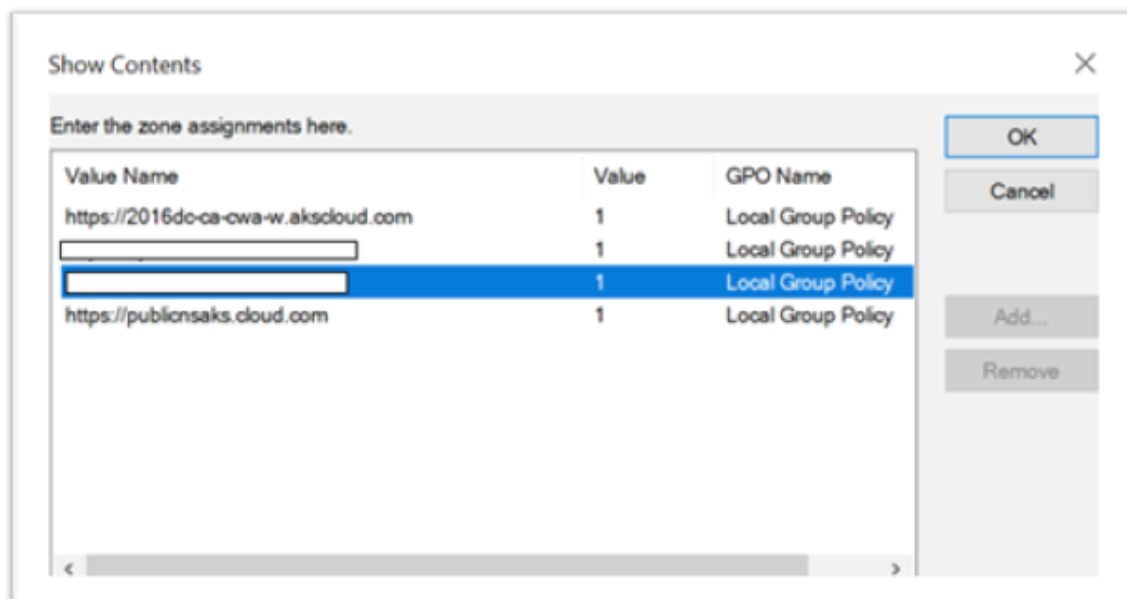 Show Contents
Enter the zone assignments here.
OK
Cancel
Value Name Value GPO Name
https://2016dc-ca-cwa-w.akscloud.com 1 Local Group Policy
1 Local Group Policy
1 Local Group Policy
https://publicnsaks.cloud.com 1 Local Group Policy
Add...
Remove